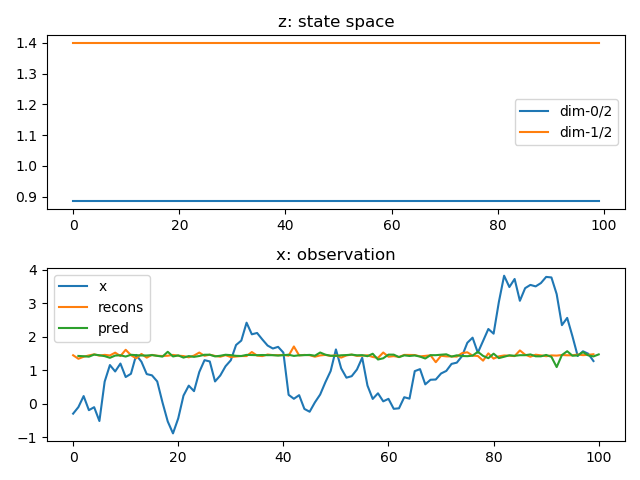 z: state space
1.4
1.3
1.2
1.1
1.0
0.9
dim-0/2
dim-1/2
0 20 40 60 80 100
x: observation
4
3
2
1
0
−1
x
recons
pred
0 20 40 60 80 100